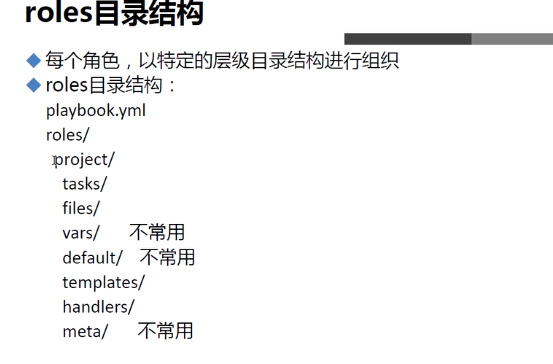 roles目录结构
每个角色，以特定的层级目录结构进行组织
roles目录结构：
playbook.yml
roles/
project/
tasks/
files/
vars/ 不常用
default/ 不常用
templates/
handlers/
meta/ 不常用